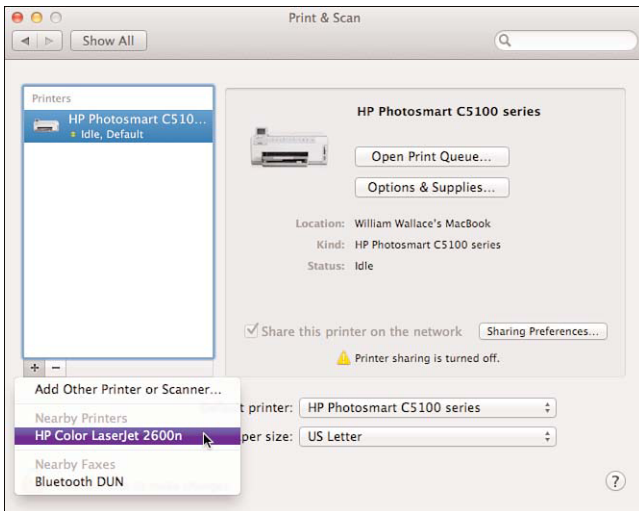 Print & Scan
Show All
Printers
HP Photosmart C510...
Idle, Default
HP Photosmart C5100 series
Open Print Queue...
Options & Supplies...
Location: William Wallace's MacBook
Kind: HP Photosmart C5100 series
Status: Idle
Share this printer on the network
Sharing Preferences...
Printer sharing is turned off.
+ −
Add Other Printer or Scanner...
Nearby Printers
HP Color LaserJet 2600n
Nearby Faxes
Bluetooth DUN
t printer: HP Photosmart C5100 series
per size: US Letter
?